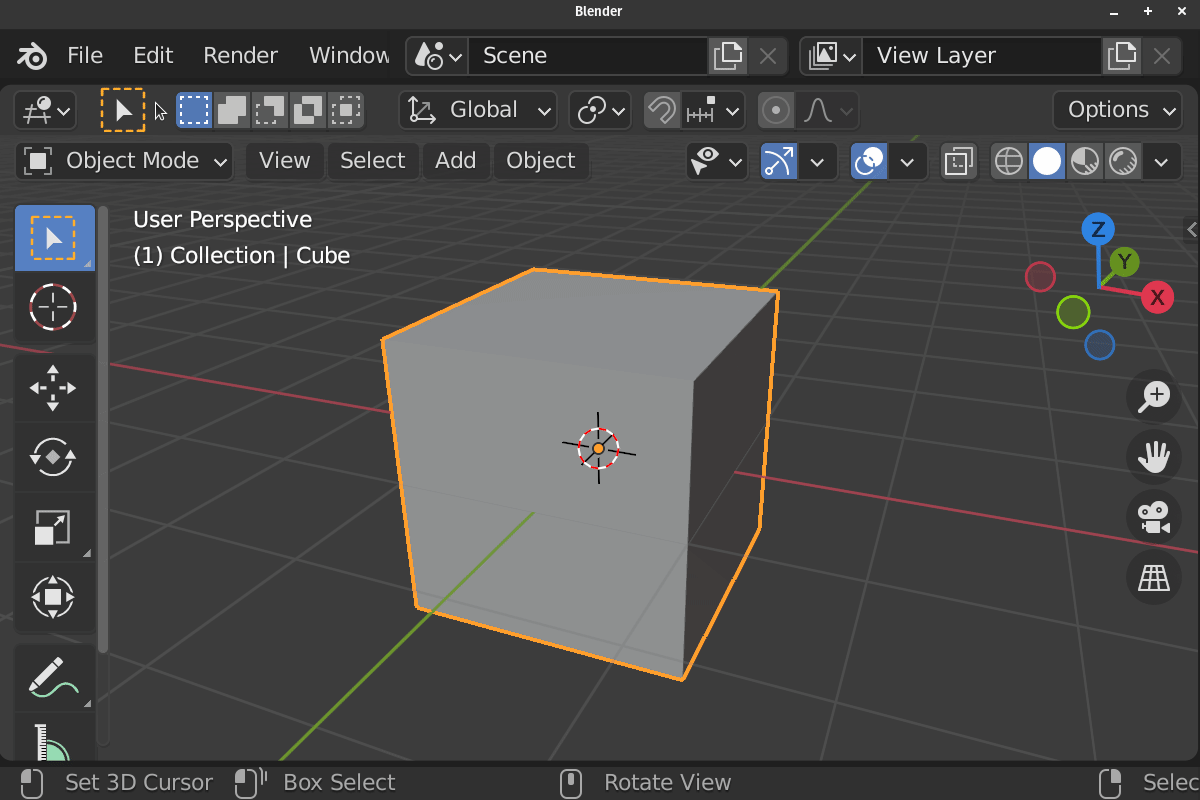 Blender
File Edit Render Window Scene View Layer
Global Options
Object Mode View Select Add Object
User Perspective
(1) Collection | Cube
Z
Y
X
Set 3D Cursor Box Select Rotate View Selec